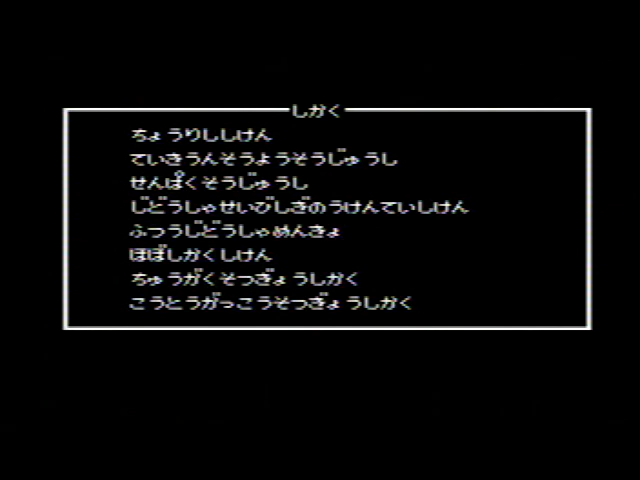 しかく
ちょうりししけん
ていきうんそうようそうじゅうし
せんぱくそうじゅうし
じどうしゃせいびしぎのうけんていしけん
ふつうじどうしゃめんきょ
ほぼしかくしけん
ちゅうがくそつぎょうしかく
こうとうがっこうそつぎょうしかく